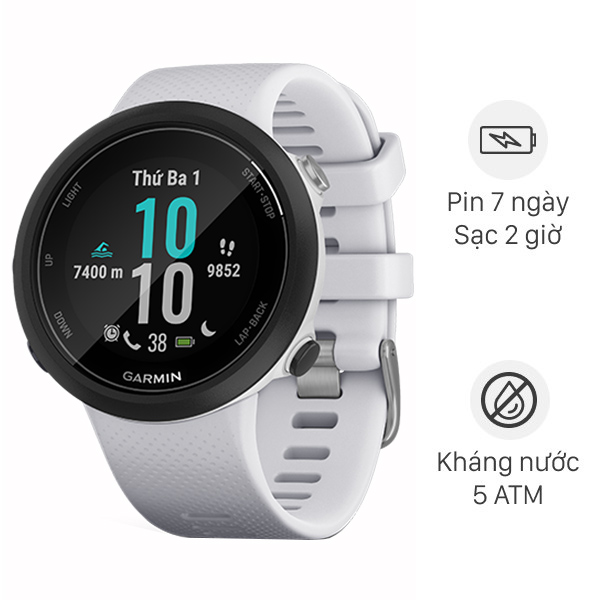 LIGHT
UP
DOWN
START·STOP
LAP·BACK
Thứ Ba 1
10
10
7400 m
9852
38
GARMIN
Pin 7 ngày
Sạc 2 giờ
Kháng nước
5 ATM